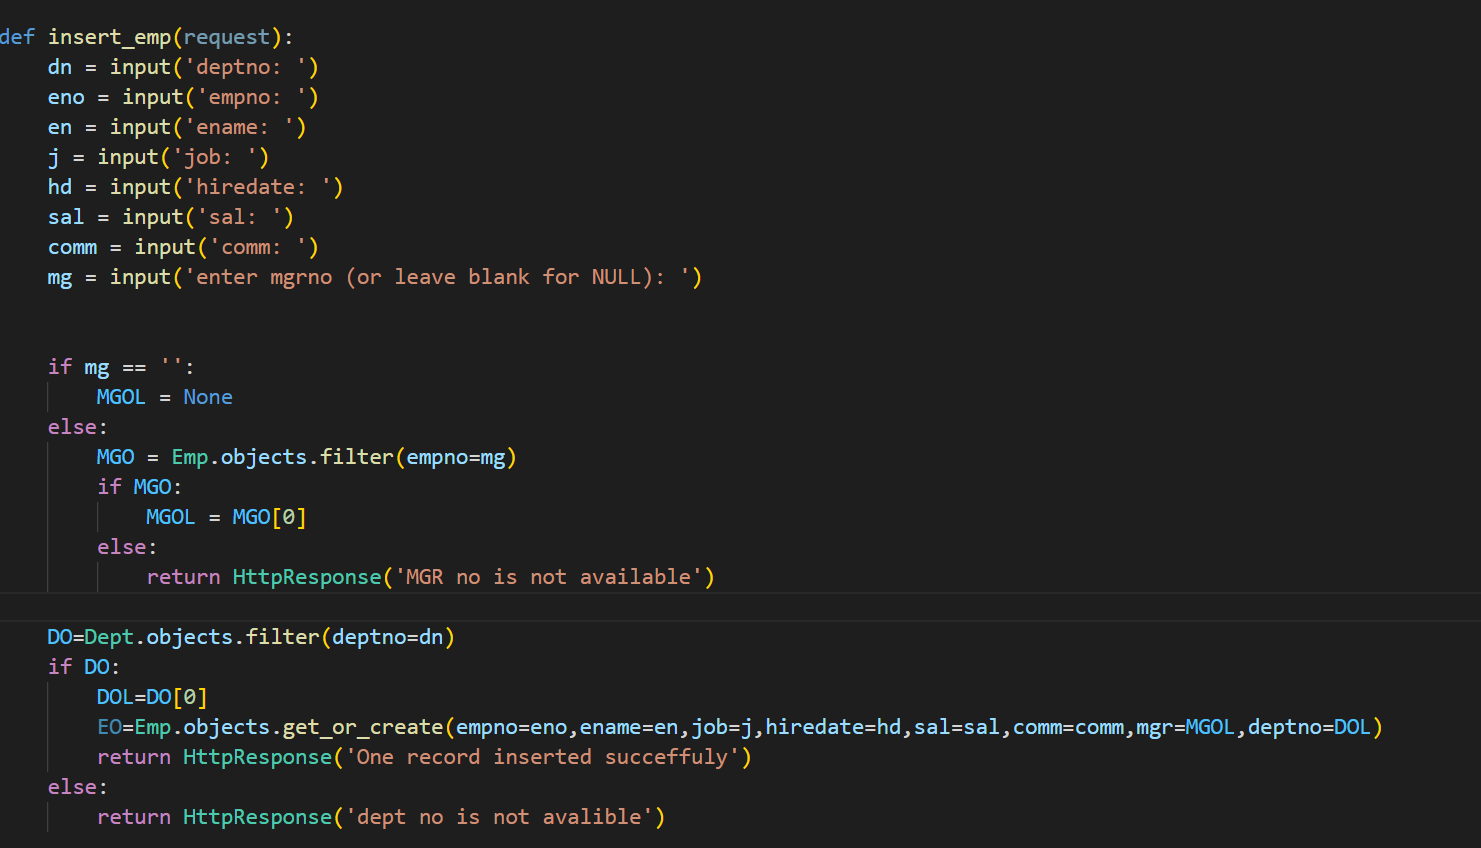 def insert_emp(request):
    dn = input('deptno: ')
    eno = input('empno: ')
    en = input('ename: ')
    j = input('job: ')
    hd = input('hiredate: ')
    sal = input('sal: ')
    comm = input('comm: ')
    mg = input('enter mgrno (or leave blank for NULL): ')
    if mg == '':
        MGOL = None
    else:
        MGO = Emp.objects.filter(empno=mg)
        if MGO:
            MGOL = MGO[0]
        else:
            return HttpResponse('MGR no is not available')
    DO=Dept.objects.filter(deptno=dn)
    if DO:
        DOL=DO[0]
        EO=Emp.objects.get_or_create(empno=eno,ename=en,job=j,hiredate=hd,sal=sal,comm=comm,mgr=MGOL,deptno=DOL)
        return HttpResponse('One record inserted succeffuly')
    else:
        return HttpResponse('dept no is not avalible')